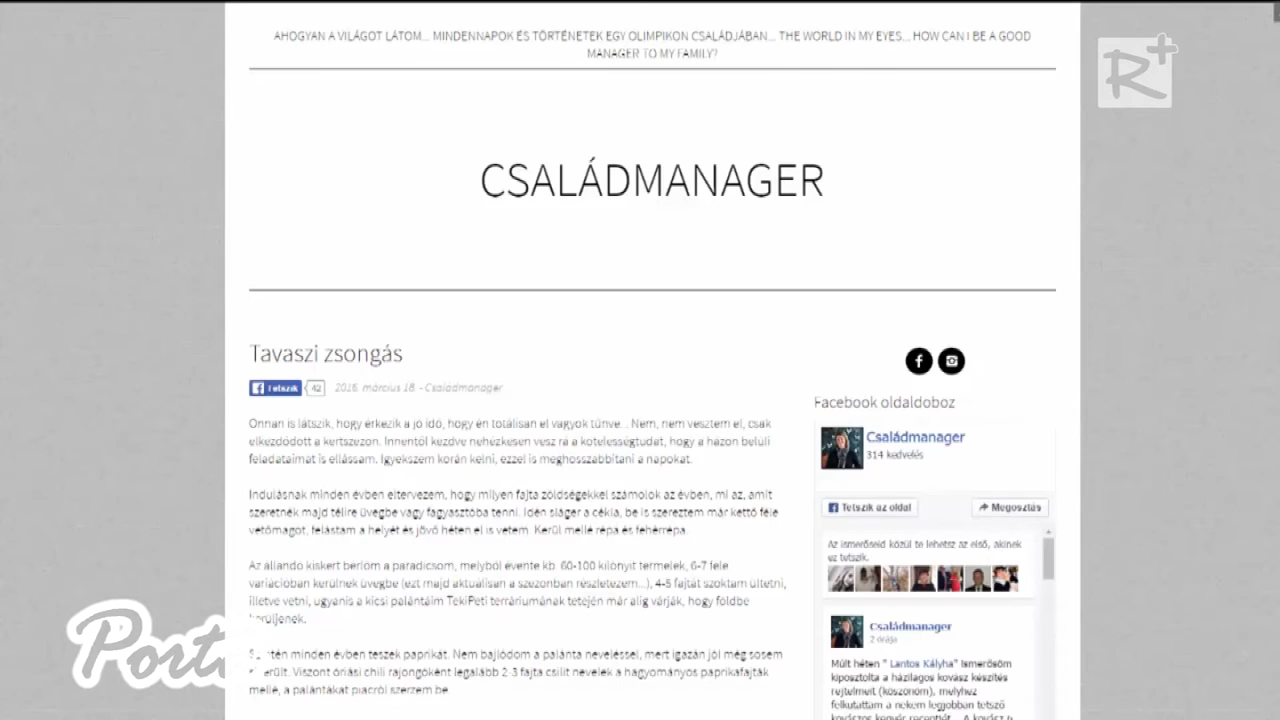 AHOGYAN A VILÁGOT LÁTOM... MINDENNAPOK ÉS TÖRTÉNETEK EGY OLIMPIKON CSALÁDJÁBAN... THE WORLD IN MY EYES... HOW CAN I BE A GOOD
MANAGER TO MY FAMILY?
R+
CSALÁDMANAGER
Tavaszi zsongás
Tetszik 42 2016. március 18. - Csaladmanager
Onnan is látszik, hogy érkezik a jó idő, hogy én totálisan el vagyok tűnve... Nem, nem vesztem el, csak
elkezdődött a kertszezon. Innentől kezdve nehézkesen vesz rá a kötelességtudat, hogy a házon belüli
feladataimat is ellássam. Igyekszem korán kelni, ezzel is meghosszabbítani a napokat.
Indulásnak minden évben eltervezem, hogy milyen fajta zöldségekkel számolok az évben, mi az, amit
szeretnék majd télire üvegbe vagy fagyasztóba tenni. Idén sláger a cékla, be is szereztem már kettő féle
vetőmagot, felástam a helyét és jövő héten el is vetem. Kerül mellé répa és fehérrépa.
Az állandó kiskert bérlőm a paradicsom, melyből évente kb. 60-100 kilónyit termelek, 6-7 féle
variációban kerülnek üvegbe (ezt majd aktuálisan a szezonban részletezem...), 4-5 fajtát szoktam ültetni,
illetve vetni, ugyanis a kicsi palántáim TekiPeti terráriumának tetején már alig várják, hogy földbe
kerüljenek.
minden évben teszek paprikát. Nem bajlódom a palánta neveléssel, mert igazán jól még sosem
sikerült. Viszont óriási chili rajongóként legalább 2-3 fajta csilit nevelek a hagyományos paprikafajták
mellé, a palántákat piacról szerzem be.
Facebook oldaldoboz
Családmanager
314 kedvelés
Tetszik az oldal Megosztás
Az ismerőseid közül te lehetsz az első, akinek
ez tetszik.
Családmanager
2 órája
Múlt héten " Lantos Kályha" ismerősöm
kiposztolta a házilagos kovász készítés
rejtelmeit (köszönöm), melyhez
felkutattam a nekem legjobban tetsző
kovászos kenyér receptjét... A kovász